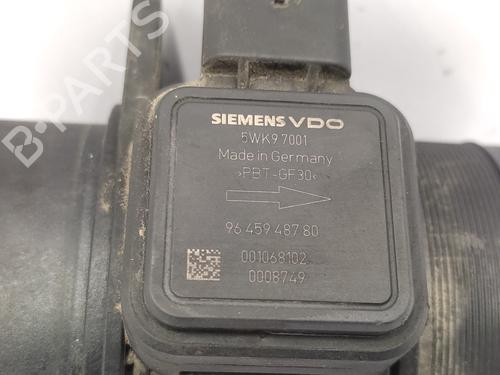 SIEMENS VDO
5WK9 7001
Made in Germany
>PBT-GF30<
96 459 487 80
001068102
0008749
B-PARTS